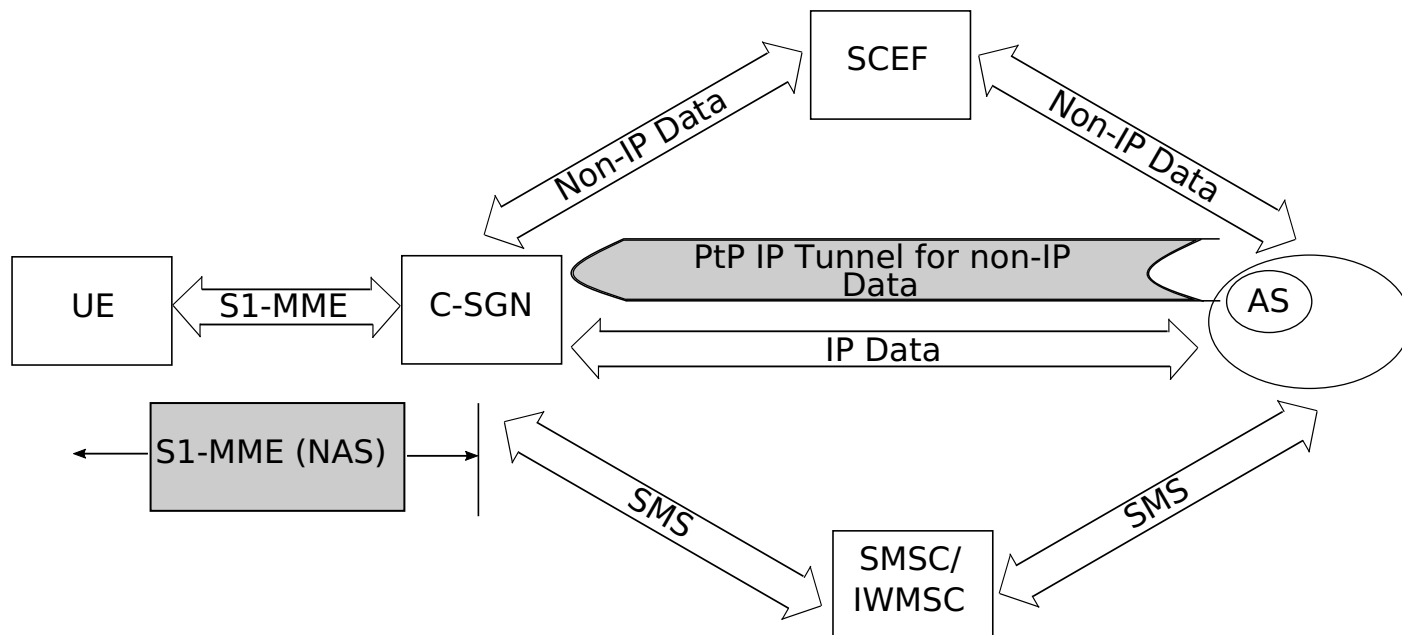 SCEF
Non-IP Data
Non-IP Data
PtP IP Tunnel for non-IP
Data
UE
S1-MME
C-SGN
AS
IP Data
S1-MME (NAS)
SMS
SMS
SMSC/
IWMSC